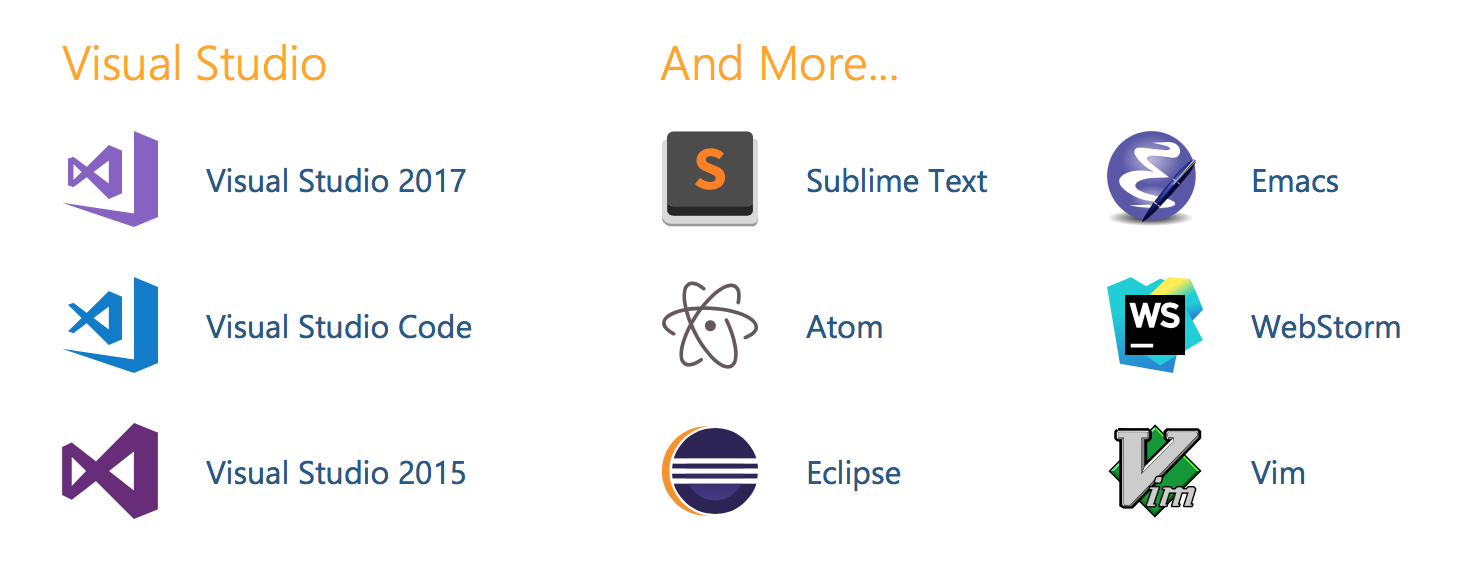 Visual Studio
Visual Studio 2017
Visual Studio Code
Visual Studio 2015
And More...
S
Sublime Text
Atom
Eclipse
Emacs
WS
WebStorm
Vim
Vim